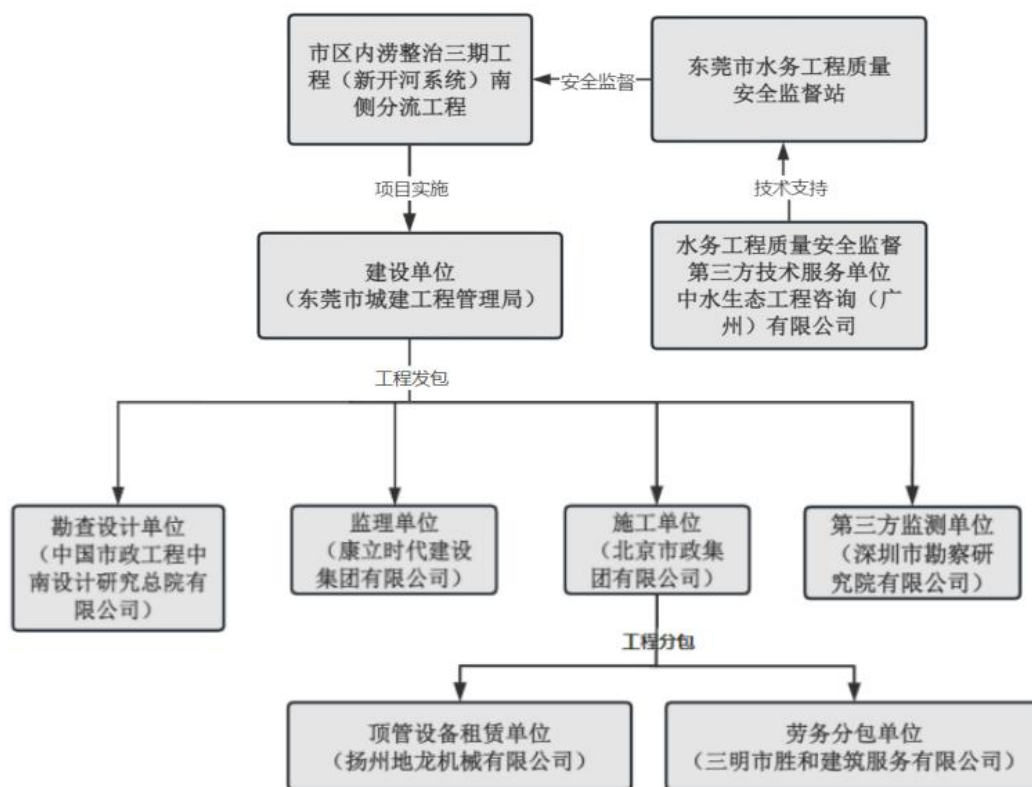 市区内涝整治三期工
程（新开河系统）南
侧分流工程
安全监督
东莞市水务工程质量
安全监督站
项目实施
技术支持
建设单位
（东莞市城建工程管理局）
水务工程质量安全监督
第三方技术服务单位
中水生态工程咨询（广
州）有限公司
工程发包
勘查设计单位
（中国市政工程中
南设计研究总院有
限公司）
监理单位
（康立时代建设
集团有限公司）
施工单位
（北京市政集
团有限公司）
第三方监测单位
（深圳市勘察研
究院有限公司）
工程分包
顶管设备租赁单位
（扬州地龙机械有限公司）
劳务分包单位
（三明市胜和建筑服务有限公司）